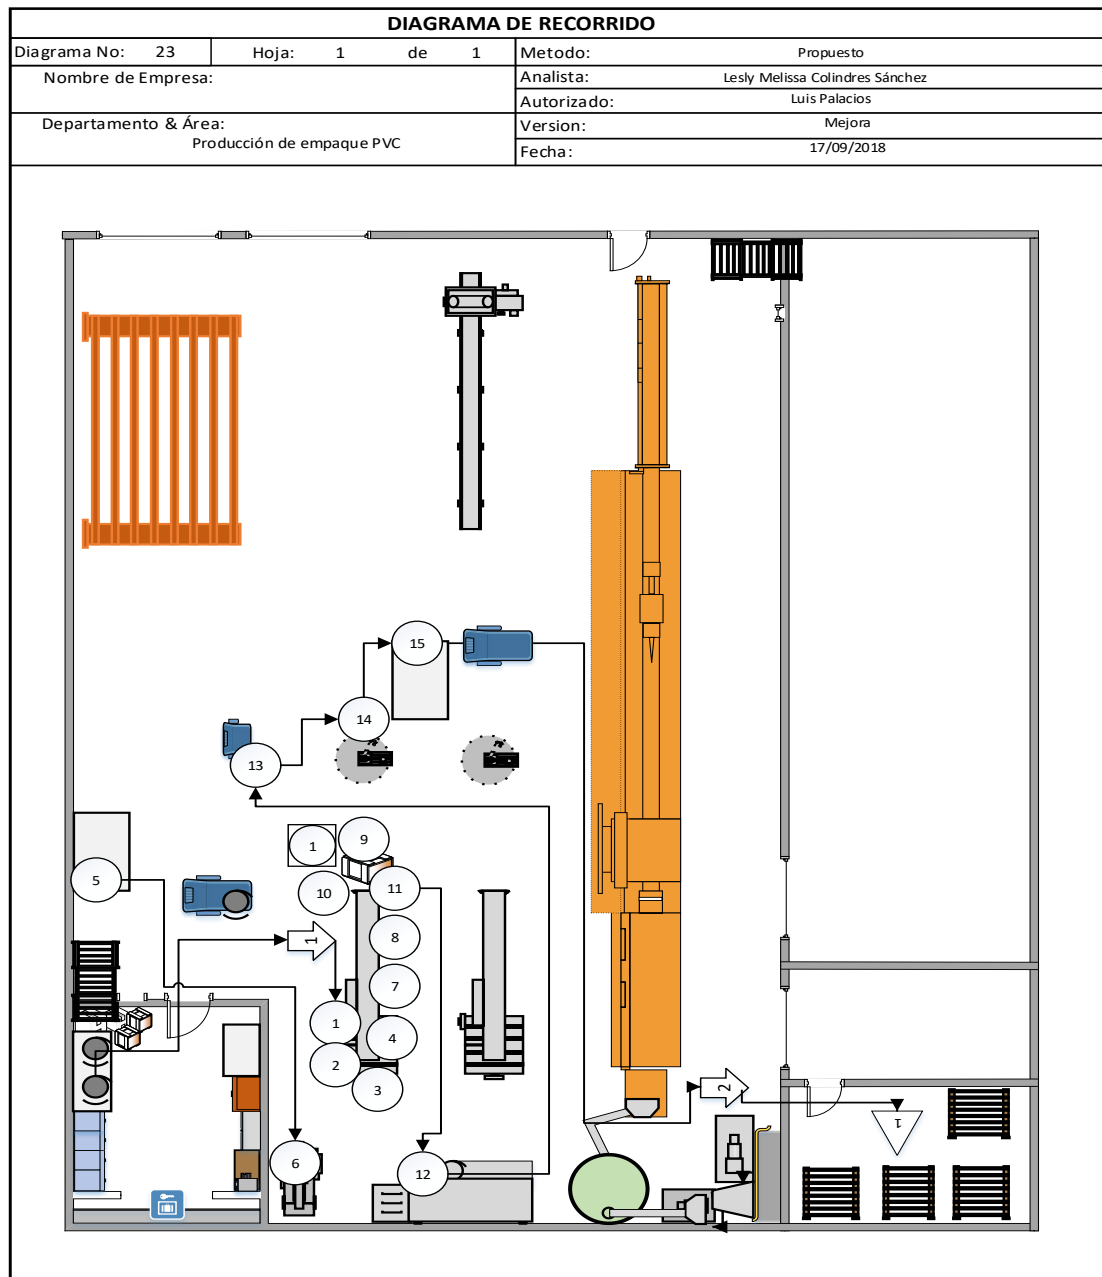 DIAGRAMA DE RECORRIDO
Diagrama No: 23 Hoja: 1 de 1
Metodo: Propuesto
Nombre de Empresa:
Analista: Lesly Melissa Colindres Sánchez
Autorizado: Luis Palacios
Departamento & Área:
Producción de empaque PVC
Version: Mejora
Fecha: 17/09/2018
15
14
13
1
9
5
10
11
8
1
7
1
4
2
3
2
1
6
12